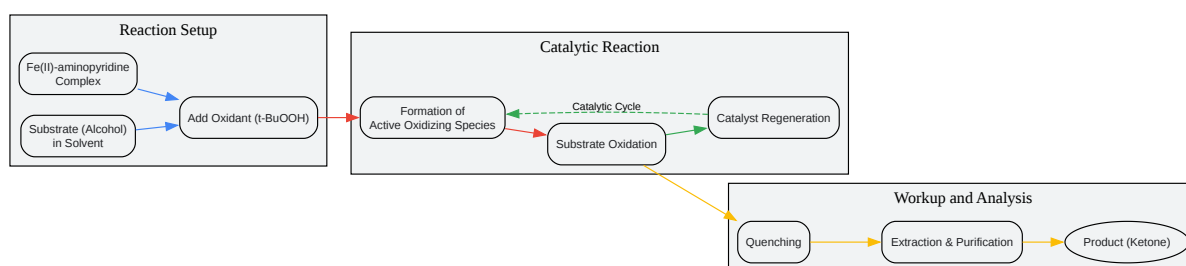 Reaction Setup
Fe(II)-aminopyridine
Complex
Substrate (Alcohol)
in Solvent
Add Oxidant (t-BuOOH)
Catalytic Reaction
Formation of
Active Oxidizing Species
Catalytic Cycle
Substrate Oxidation
Catalyst Regeneration
Workup and Analysis
Quenching
Extraction & Purification
Product (Ketone)